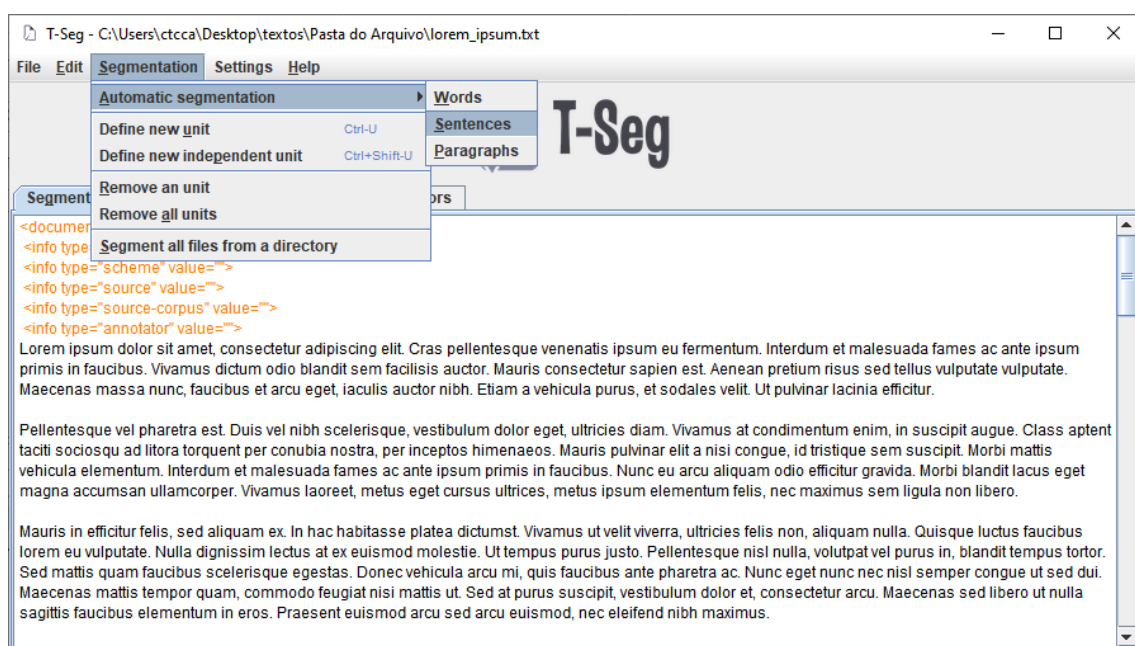 T-Seg - C:\Users\ctcca\Desktop\textos\Pasta do Arquivo\lorem_ipsum.txt
File Edit Segmentation Settings Help
Automatic segmentation
Define new unit Ctrl-U
Define new independent unit Ctrl+Shift-U
Remove an unit
Remove all units
Segment all files from a directory
Words
Sentences
Paragraphs
T-Seg
Segment
ors
<documen
<info type
<info type="scheme" value="">
<info type="source" value="">
<info type="source-corpus" value="">
<info type="annotator" value="">
Lorem ipsum dolor sit amet, consectetur adipiscing elit. Cras pellentesque venenatis ipsum eu fermentum. Interdum et malesuada fames ac ante ipsum
primis in faucibus. Vivamus dictum odio blandit sem facilisis auctor. Mauris consectetur sapien est. Aenean pretium risus sed tellus vulputate vulputate.
Maecenas massa nunc, faucibus et arcu eget, iaculis auctor nibh. Etiam a vehicula purus, et sodales velit. Ut pulvinar lacinia efficitur.
Pellentesque vel pharetra est. Duis vel nibh scelerisque, vestibulum dolor eget, ultricies diam. Vivamus at condimentum enim, in suscipit augue. Class aptent
taciti sociosqu ad litora torquent per conubia nostra, per inceptos himenaeos. Mauris pulvinar elit a nisi congue, id tristique sem suscipit. Morbi mattis
vehicula elementum. Interdum et malesuada fames ac ante ipsum primis in faucibus. Nunc eu arcu aliquam odio efficitur gravida. Morbi blandit lacus eget
magna accumsan ullamcorper. Vivamus laoreet, metus eget cursus ultrices, metus ipsum elementum felis, nec maximus sem ligula non libero.
Mauris in efficitur felis, sed aliquam ex. In hac habitasse platea dictumst. Vivamus ut velit viverra, ultricies felis non, aliquam nulla. Quisque luctus faucibus
lorem eu vulputate. Nulla dignissim lectus at ex euismod molestie. Ut tempus purus justo. Pellentesque nisl nulla, volutpat vel purus in, blandit tempus tortor.
Sed mattis quam faucibus scelerisque egestas. Donec vehicula arcu mi, quis faucibus ante pharetra ac. Nunc eget nunc nec nisl semper congue ut sed dui.
Maecenas mattis tempor quam, commodo feugiat nisi mattis ut. Sed at purus suscipit, vestibulum dolor et, consectetur arcu. Maecenas sed libero ut nulla
sagittis faucibus elementum in eros. Praesent euismod arcu sed arcu euismod, nec eleifend nibh maximus.